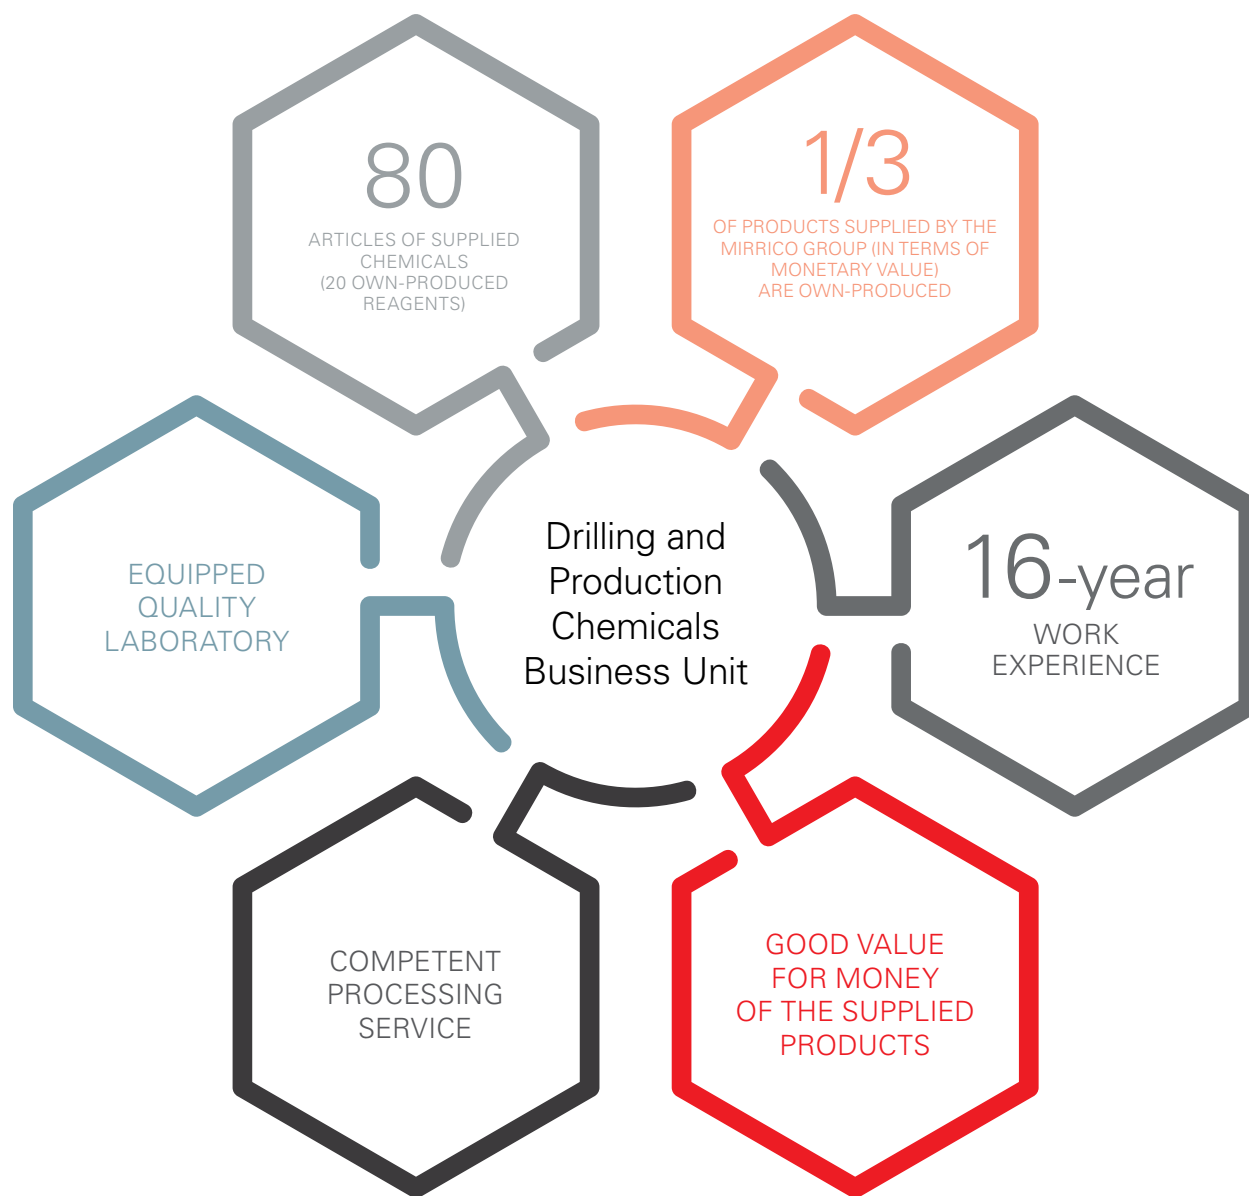 80
ARTICLES OF SUPPLIED
CHEMICALS
(20 OWN-PRODUCED
REAGENTS)
1/3
OF PRODUCTS SUPPLIED BY THE
MIRRICO GROUP (IN TERMS OF
MONETARY VALUE)
ARE OWN-PRODUCED
EQUIPPED
QUALITY
LABORATORY
Drilling and
Production
Chemicals
Business Unit
16-year
WORK
EXPERIENCE
COMPETENT
PROCESSING
SERVICE
GOOD VALUE
FOR MONEY
OF THE SUPPLIED
PRODUCTS